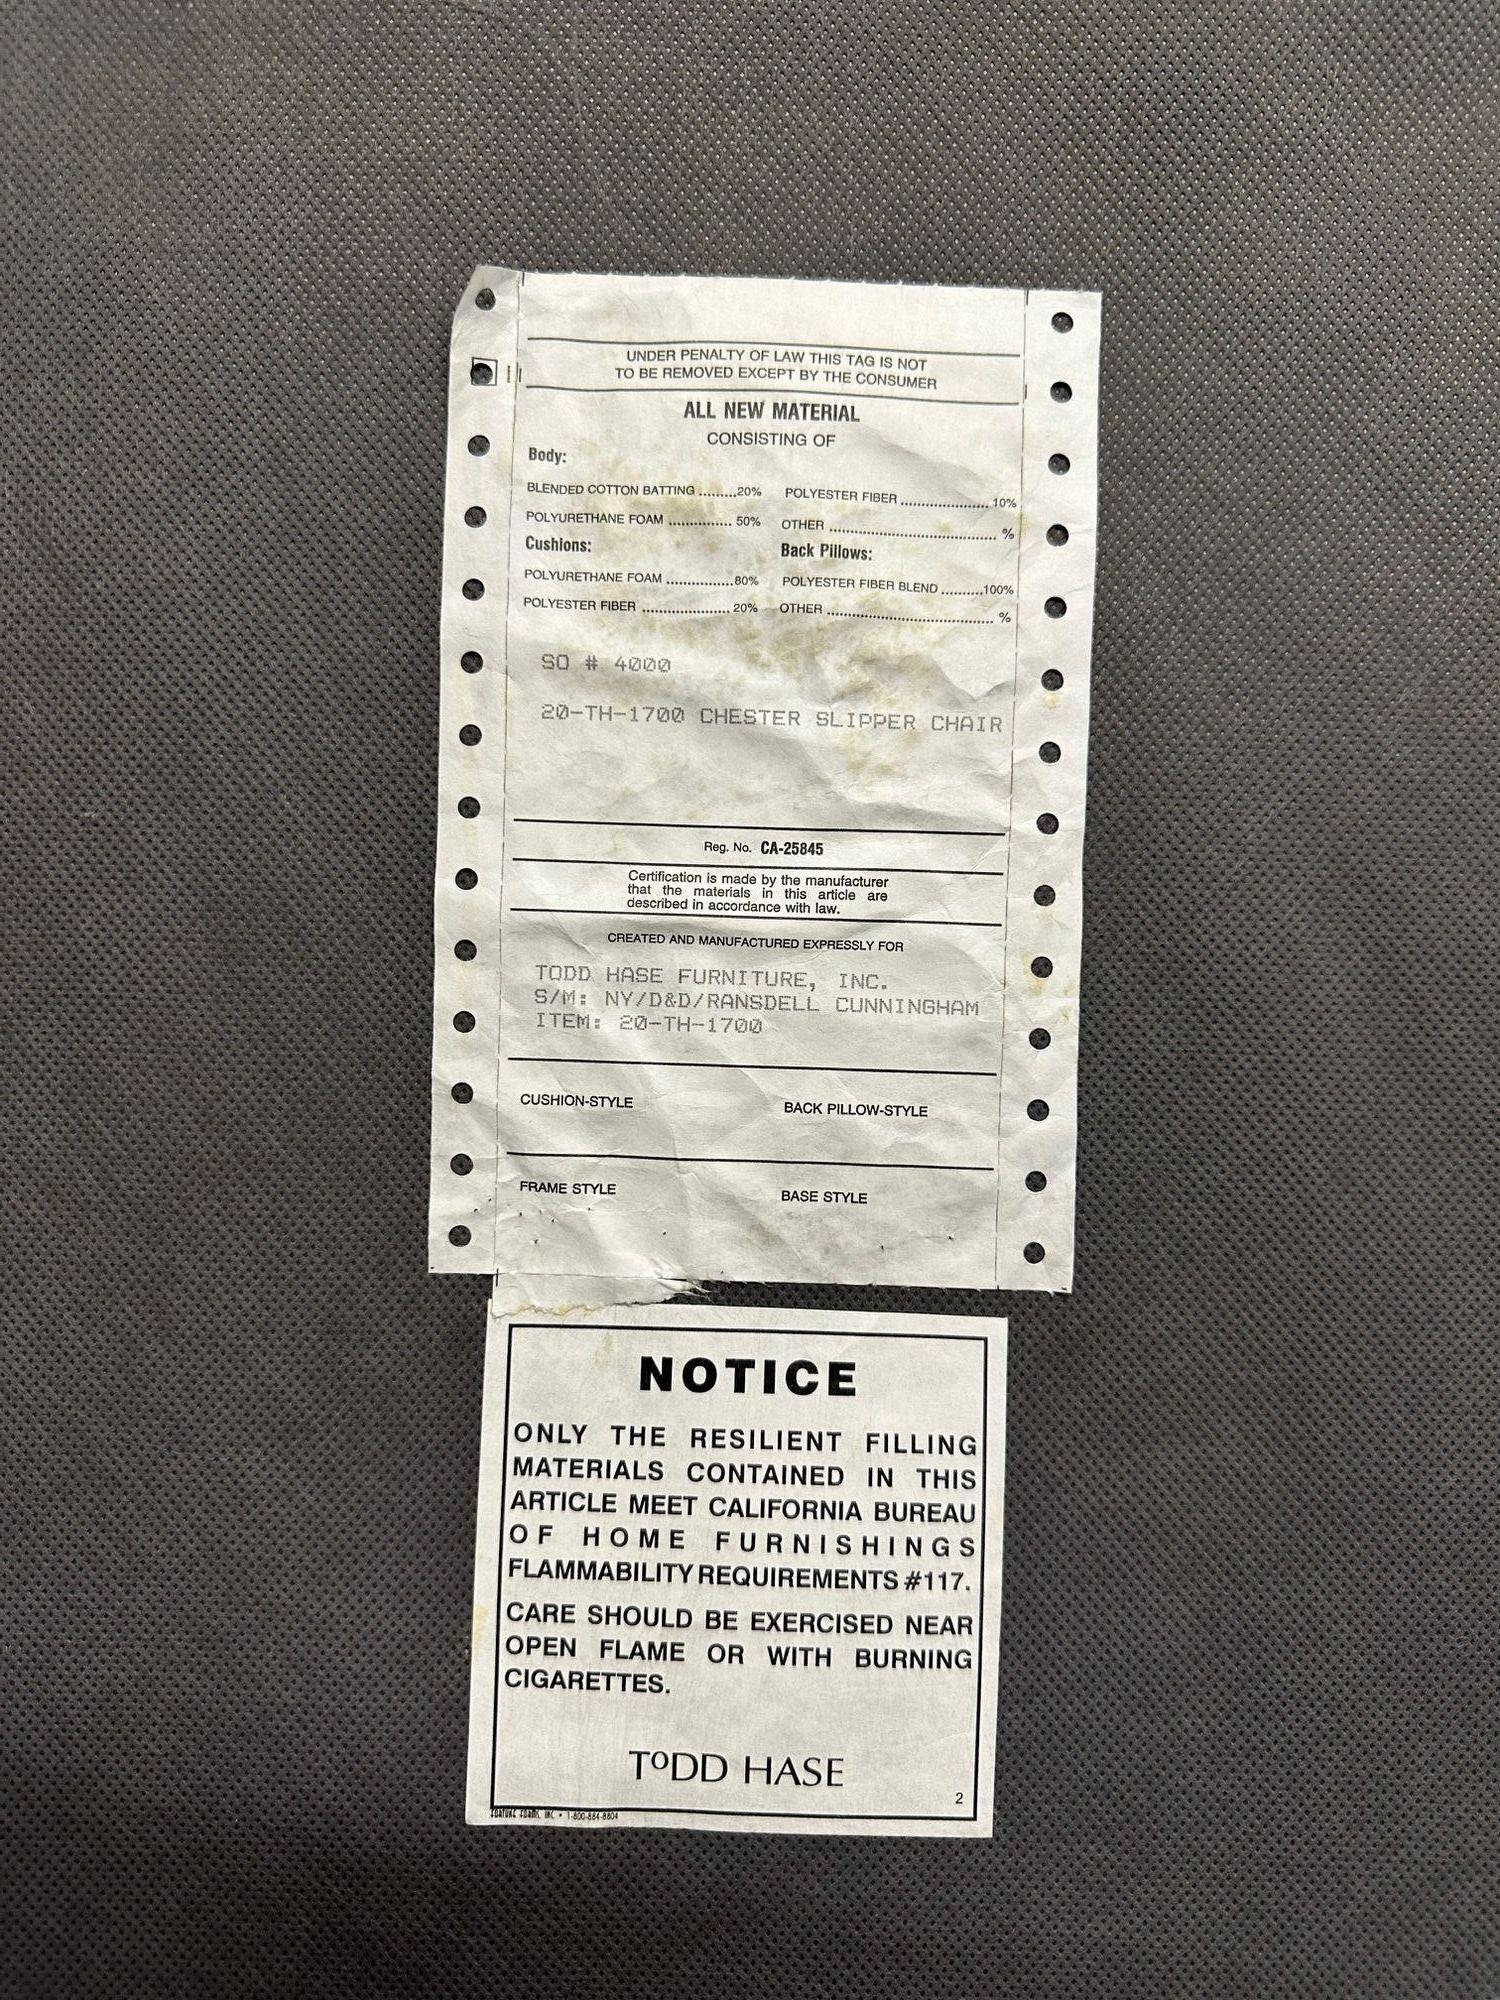 UNDER PENALTY OF LAW THIS TAG IS NOT
TO BE REMOVED EXCEPT BY THE CONSUMER
ALL NEW MATERIAL
CONSISTING OF
Body:
BLENDED COTTON BATTING ........20% POLYESTER FIBER ......................10%
POLYURETHANE FOAM .............. 50% OTHER .......................................... %
Cushions: Back Pillows:
POLYURETHANE FOAM ...............80% POLYESTER FIBER BLEND ..........100%
POLYESTER FIBER .................... 20% OTHER .......................................... %
SO # 4000
20-TH-1700 CHESTER SLIPPER CHAIR
Reg. No. CA-25845
Certification is made by the manufacturer
that the materials in this article are
described in accordance with law.
CREATED AND MANUFACTURED EXPRESSLY FOR
TODD HASE FURNITURE, INC.
S/M: NY/D&D/RANSDELL CUNNINGHAM
ITEM: 20-TH-1700
CUSHION-STYLE BACK PILLOW-STYLE
FRAME STYLE BASE STYLE
NOTICE
ONLY THE RESILIENT FILLING
MATERIALS CONTAINED IN THIS
ARTICLE MEET CALIFORNIA BUREAU
OF HOME FURNISHINGS
FLAMMABILITY REQUIREMENTS #117.
CARE SHOULD BE EXERCISED NEAR
OPEN FLAME OR WITH BURNING
CIGARETTES.
TODD HASE
2
INC. • 1-800-884-8804